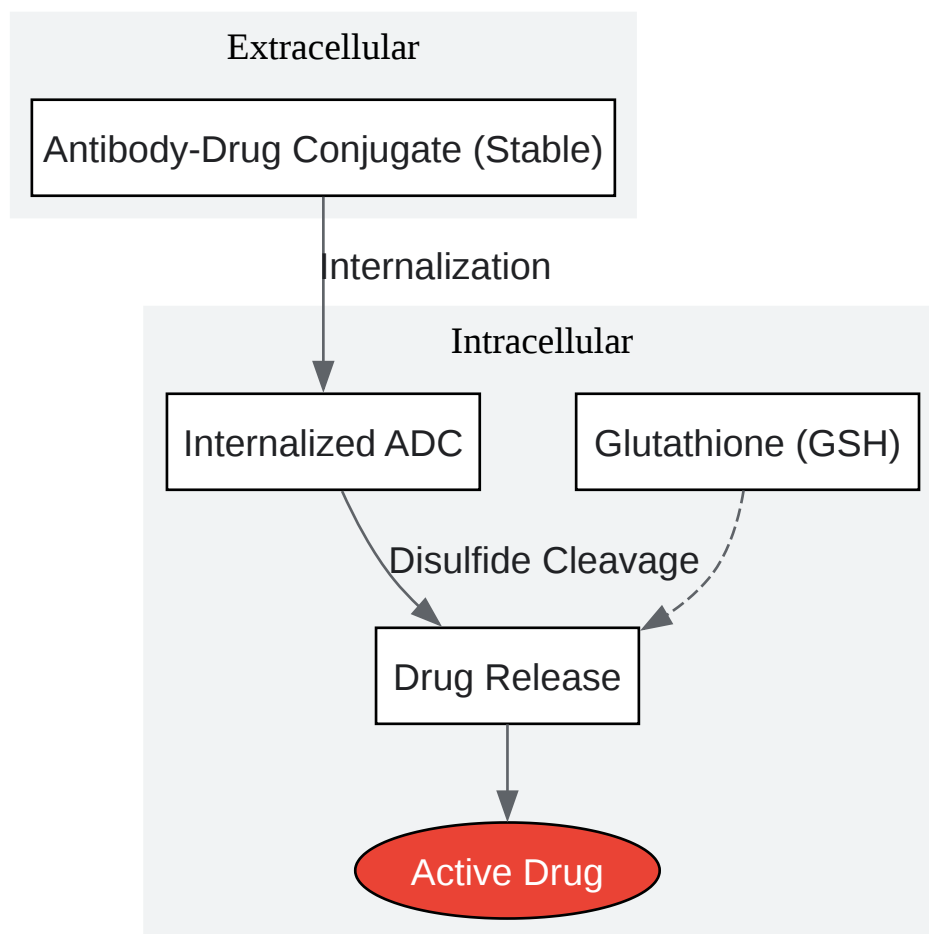 Extracellular
Antibody-Drug Conjugate (Stable)
Internalization
Intracellular
Internalized ADC
Glutathione (GSH)
Disulfide Cleavage
Drug Release
Active Drug